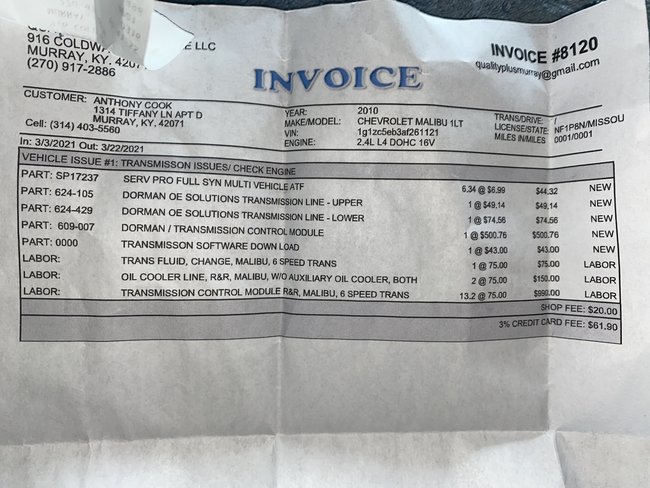 916 COLDWA E LLC
MURRAY, KY.
(270) 917-2886
INVOICE
INVOICE #8120
qualityplusmurray@gmail.com
CUSTOMER: ANTHONY COOK
1314 TIFFANY LN APT D
MURRAY, KY. 42071
Cell: (314) 403-5560
In: 3/3/2021 Out: 3/22/2021
YEAR: 2010
MAKE/MODEL: CHEVROLET MALIBU 1LT
VIN: 1g1zc5eb3af261121
ENGINE: 2.4L L4 DOHC 16V
TRANS/DRIVE: /
LICENSE/STATE: NF1P8N/MISSOU
MILES IN/MILES 0001/0001
VEHICLE ISSUE #1: TRANSMISSON ISSUES/ CHECK ENGINE
PART: SP17237 SERV PRO FULL SYN MULTI VEHICLE ATF 6.34 @ $6.99 $44.32 NEW
PART: 624-105 DORMAN OE SOLUTIONS TRANSMISSION LINE - UPPER 1 @ $49.14 $49.14 NEW
PART: 624-429 DORMAN OE SOLUTIONS TRANSMISSION LINE - LOWER 1 @ $74.56 $74.56 NEW
PART: 609-007 DORMAN / TRANSMISSION CONTROL MODULE 1 @ $500.76 $500.76 NEW
PART: 0000 TRANSMISSON SOFTWARE DOWN LOAD 1 @ $43.00 $43.00 NEW
LABOR: TRANS FLUID, CHANGE, MALIBU, 6 SPEED TRANS 1 @ 75.00 $75.00 LABOR
LABOR: OIL COOLER LINE, R&R, MALIBU, W/O AUXILIARY OIL COOLER, BOTH 2 @ 75.00 $150.00 LABOR
LABOR: TRANSMISSION CONTROL MODULE R&R, MALIBU, 6 SPEED TRANS 13.2 @ 75.00 $990.00 LABOR
SHOP FEE: $20.00
3% CREDIT CARD FEE: $61.90